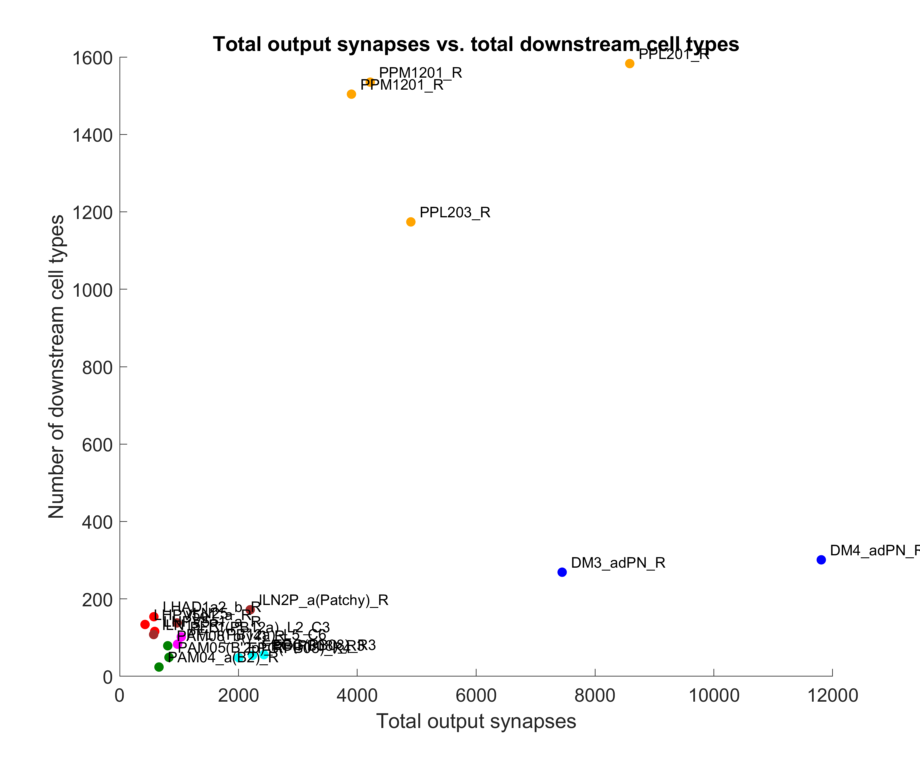 Total output synapses vs. total downstream cell types
PPL201_R
PPM1201_R
PPM1201_R
PPL203_R
DM4_adPN_R
DM3_adPN_R
ilLN2P_a(Patchy)_R
LHAD1a2_b_R
PAM04_a(B2)_R
1600
1400
1200
1000
800
600
400
200
0
0
2000
4000
6000
8000
10000
12000
Number of downstream cell types
Total output synapses